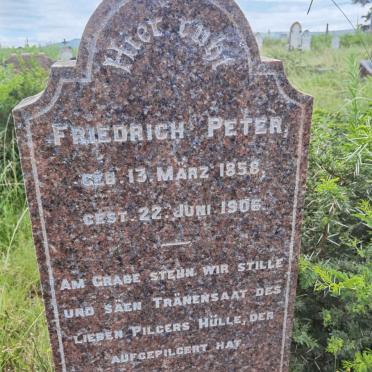 Hier ruht
FRIEDRICH PETER,
GEB. 13. MÄRZ 1858,
GEST. 22. JUNI 1906.
AM GRABE STEHN WIR STILLE
UND SÄEN TRÄNENSAAT DES
LIEBEN PILGERS HÜLLE, DER
AUFGEPILGERT HAT.